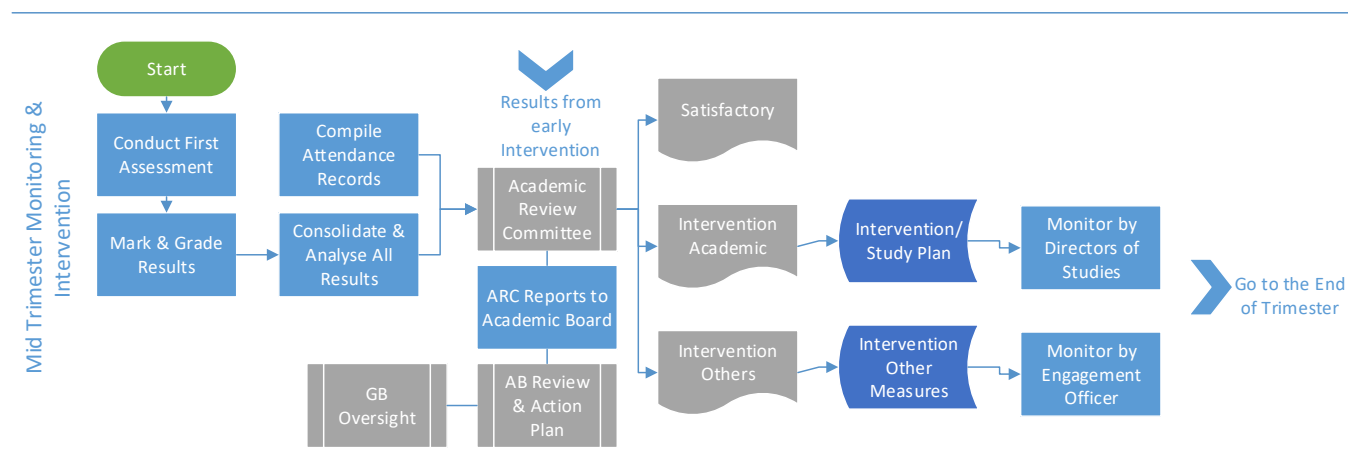 Mid Trimester Monitoring &
Intervention
Start
Conduct First
Assessment
Mark & Grade
Results
Compile
Attendance
Records
Consolidate &
Analyse All
Results
Results from
early
Intervention
Academic
Review
Committee
ARC Reports to
Academic Board
AB Review
& Action
Plan
GB
Oversight
Satisfactory
Intervention
Academic
Intervention
Others
Intervention/
Study Plan
Intervention
Other
Measures
Monitor by
Directors of
Studies
Monitor by
Engagement
Officer
Go to the End
of Trimester